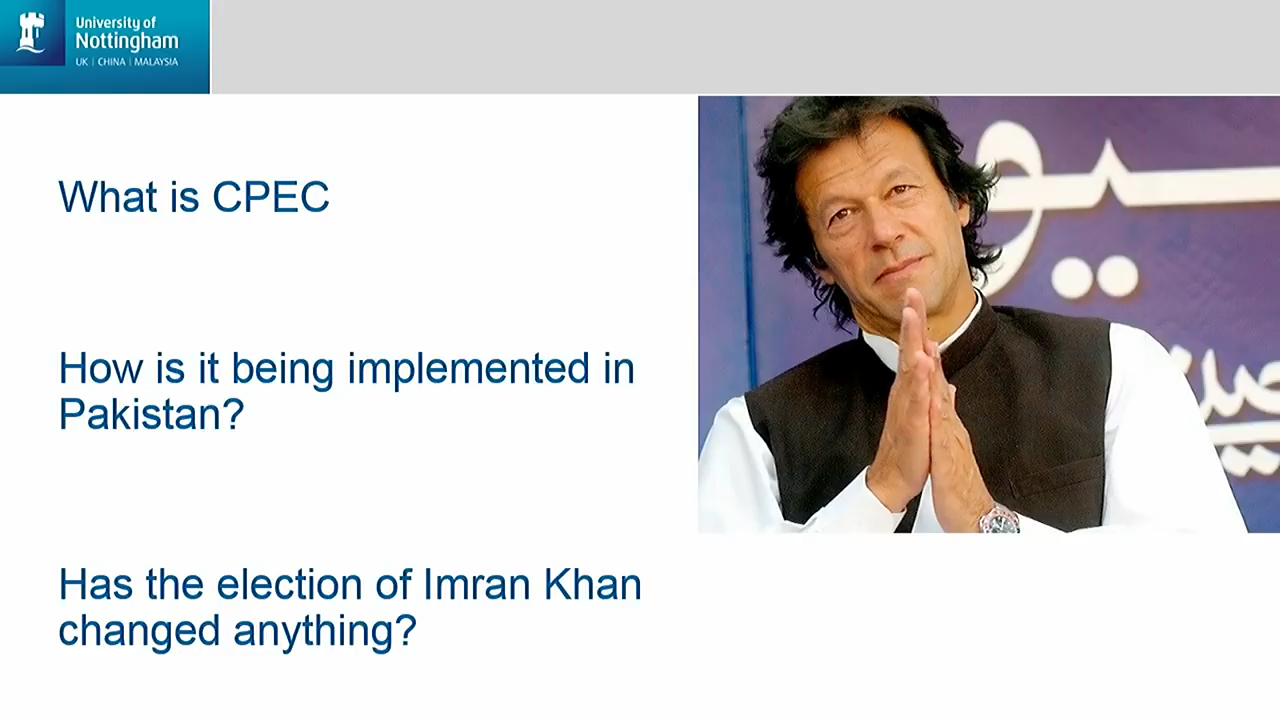 University of
Nottingham
UK | CHINA | MALAYSIA
What is CPEC
How is it being implemented in
Pakistan?
Has the election of Imran Khan
changed anything?